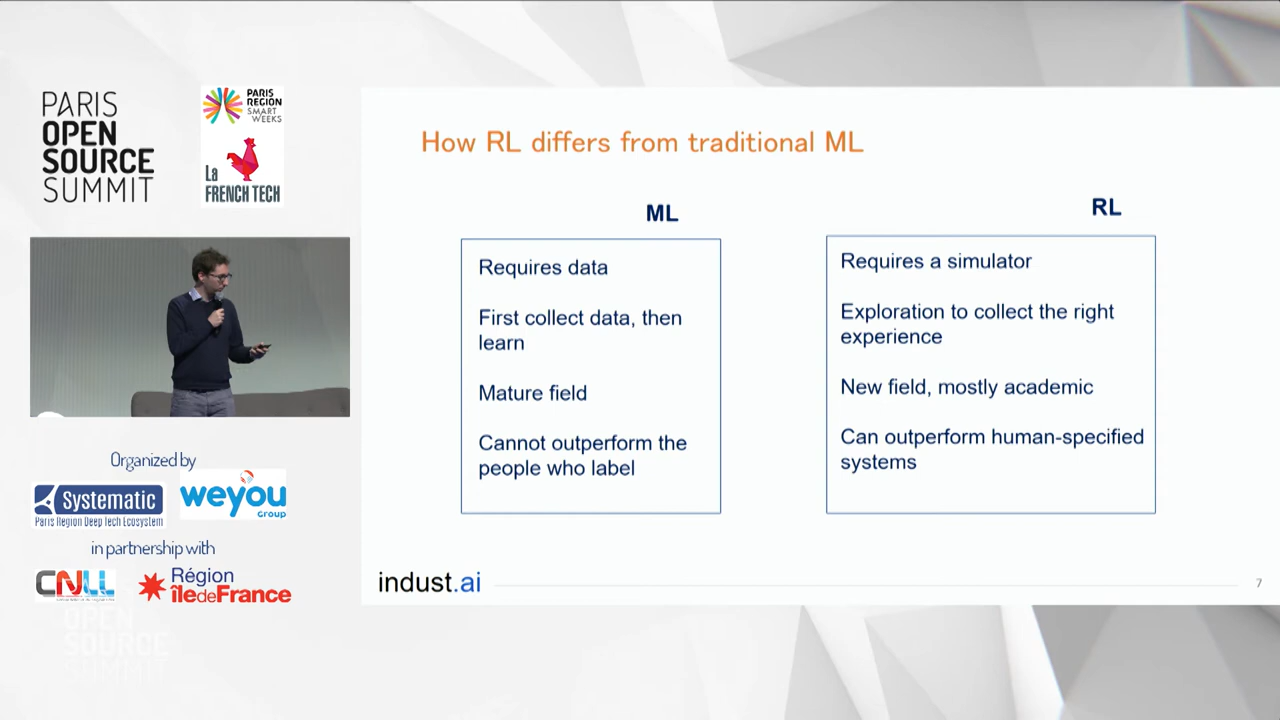 PARIS
OPEN
SOURCE
SUMMIT
PARIS
REGION
SMART
WEEKS
La
FRENCH TECH
How RL differs from traditional ML
ML
Requires data
First collect data, then
learn
Mature field
Cannot outperform the
people who label
RL
Requires a simulator
Exploration to collect the right
experience
New field, mostly academic
Can outperform human-specified
systems
Organized by
Systematic
Paris Region Deep Tech Ecosystem
weyou
Group
in partnership with
CNLL
Région
îledeFrance
OPEN
SOURCE
SUMMIT
indust.ai
7